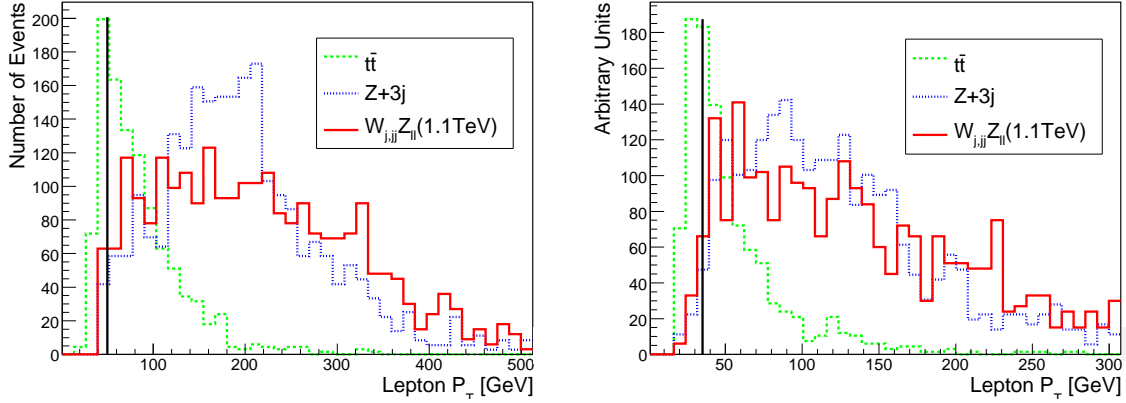 Number of Events
200
180
160
140
120
100
80
60
40
20
0
tt̄
Z+3j
W_{j,jj}Z_{ll}(1.1TeV)
100 200 300 400 500
Lepton P_T [GeV]
Arbitrary Units
180
160
140
120
100
80
60
40
20
0
tt̄
Z+3j
W_{j,jj}Z_{ll}(1.1TeV)
50 100 150 200 250 300
Lepton P_T [GeV]